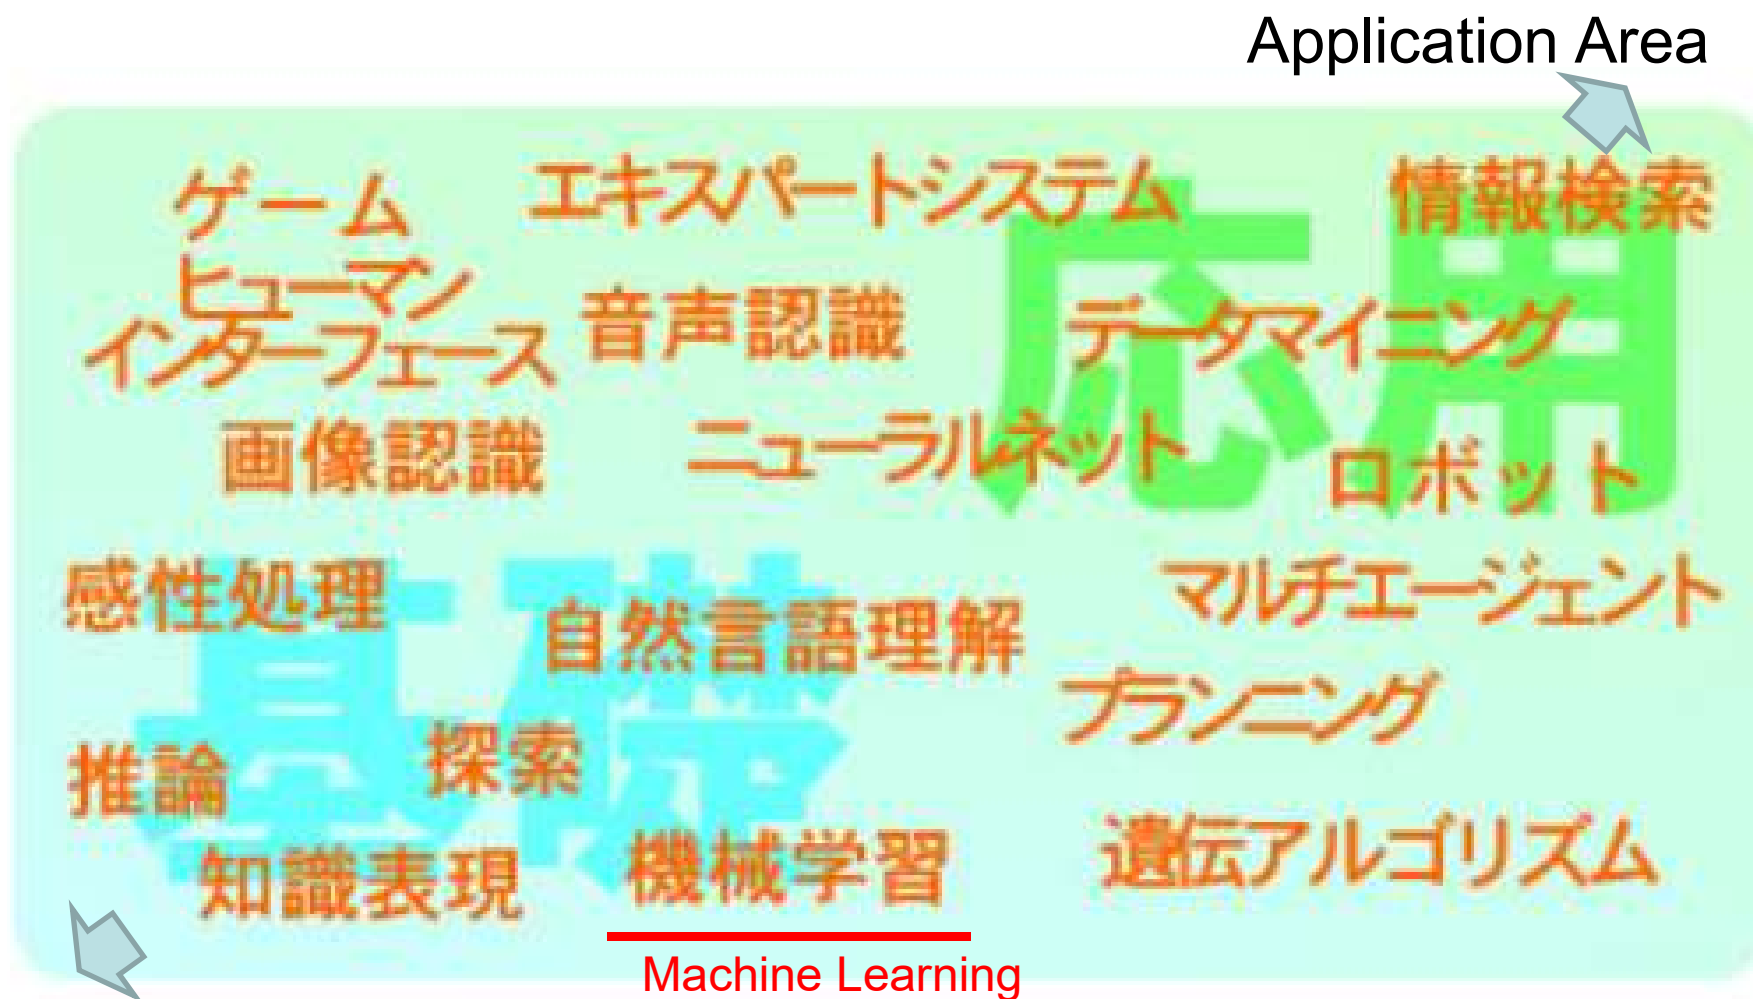 Application Area
ゲーム
エキスパートシステム
情報検索
応用
ヒューマン
インターフェース
音声認識
データマイニング
画像認識
ニューラルネット
ロボット
感性処理
基礎
自然言語理解
マルチエージェント
プランニング
推論
探索
知識表現
機械学習
遺伝アルゴリズム
Machine Learning